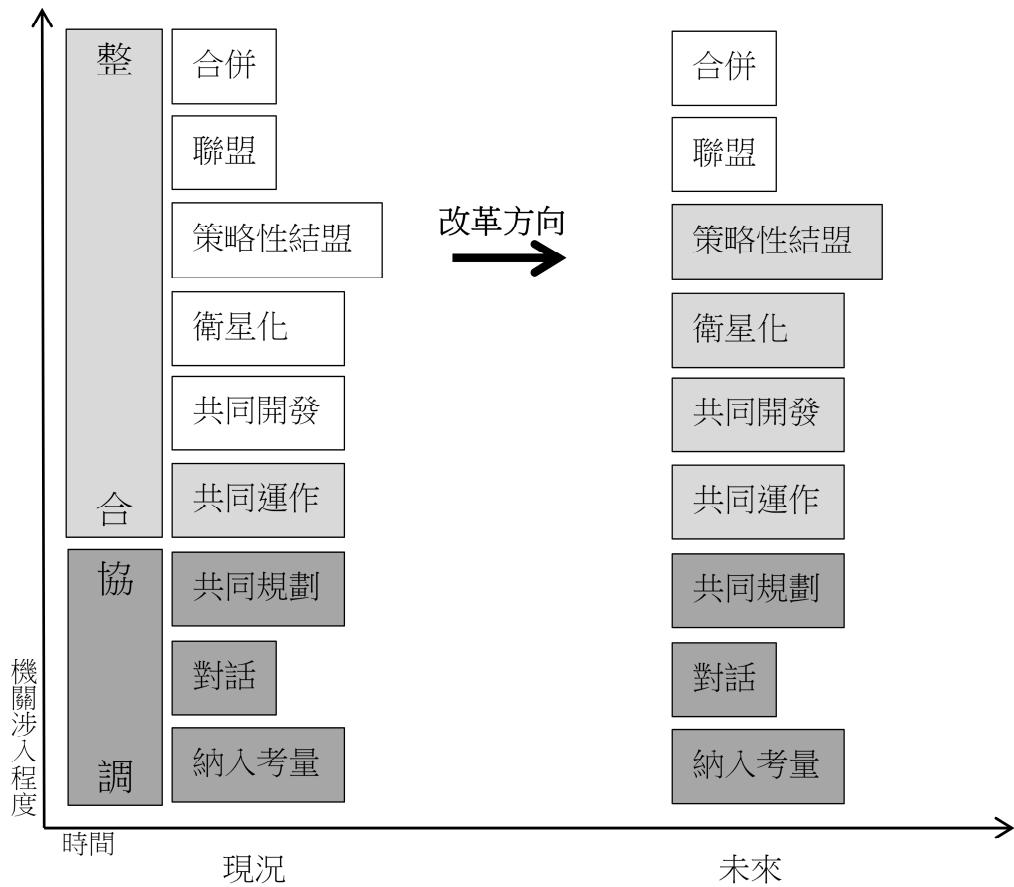 整合
合併
聯盟
策略性結盟
衛星化
共同開發
共同運作
協調
共同規劃
對話
納入考量
改革方向
合併
聯盟
策略性結盟
衛星化
共同開發
共同運作
共同規劃
對話
納入考量
機關涉入程度
時間
現況
未來